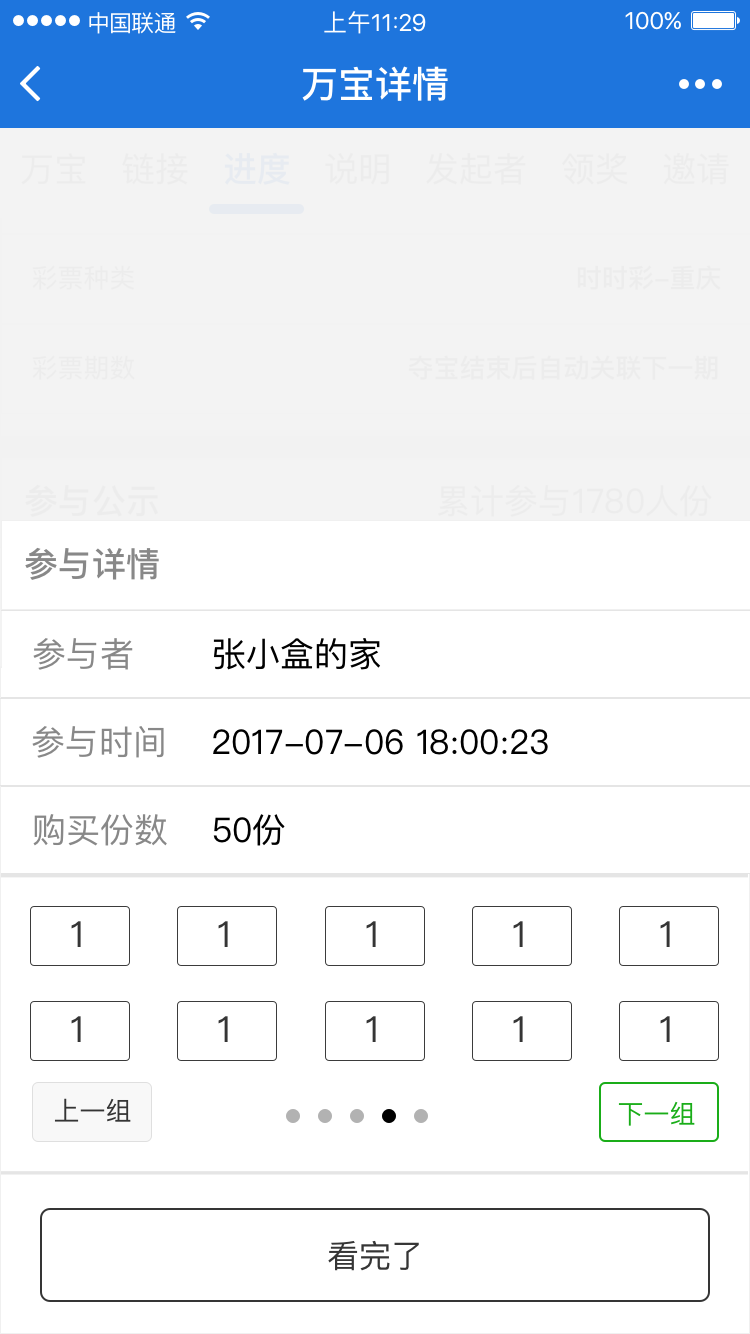 中国联通 上午11:29 100%
万宝详情
万宝 链接 进度 说明 发起者 领奖 邀请
彩票种类 时时彩-重庆
彩票期数 夺宝结束后自动关联下一期
参与公示 累计参与1780人份
参与详情
参与者 张小盒的家
参与时间 2017-07-06 18:00:23
购买份数 50份
1 1 1 1 1
1 1 1 1 1
上一组 下一组
看完了